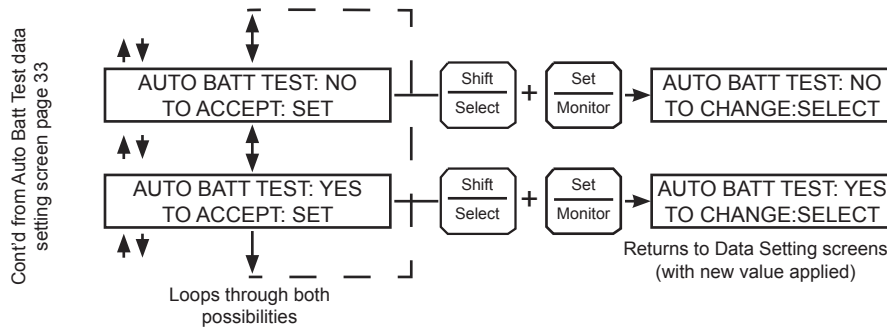 Cont'd from Auto Batt Test data
setting screen page 33
AUTO BATT TEST: NO
TO ACCEPT: SET
Shift
Select
+
Set
Monitor
AUTO BATT TEST: NO
TO CHANGE:SELECT
AUTO BATT TEST: YES
TO ACCEPT: SET
Shift
Select
+
Set
Monitor
AUTO BATT TEST: YES
TO CHANGE:SELECT
Returns to Data Setting screens
(with new value applied)
Loops through both
possibilities